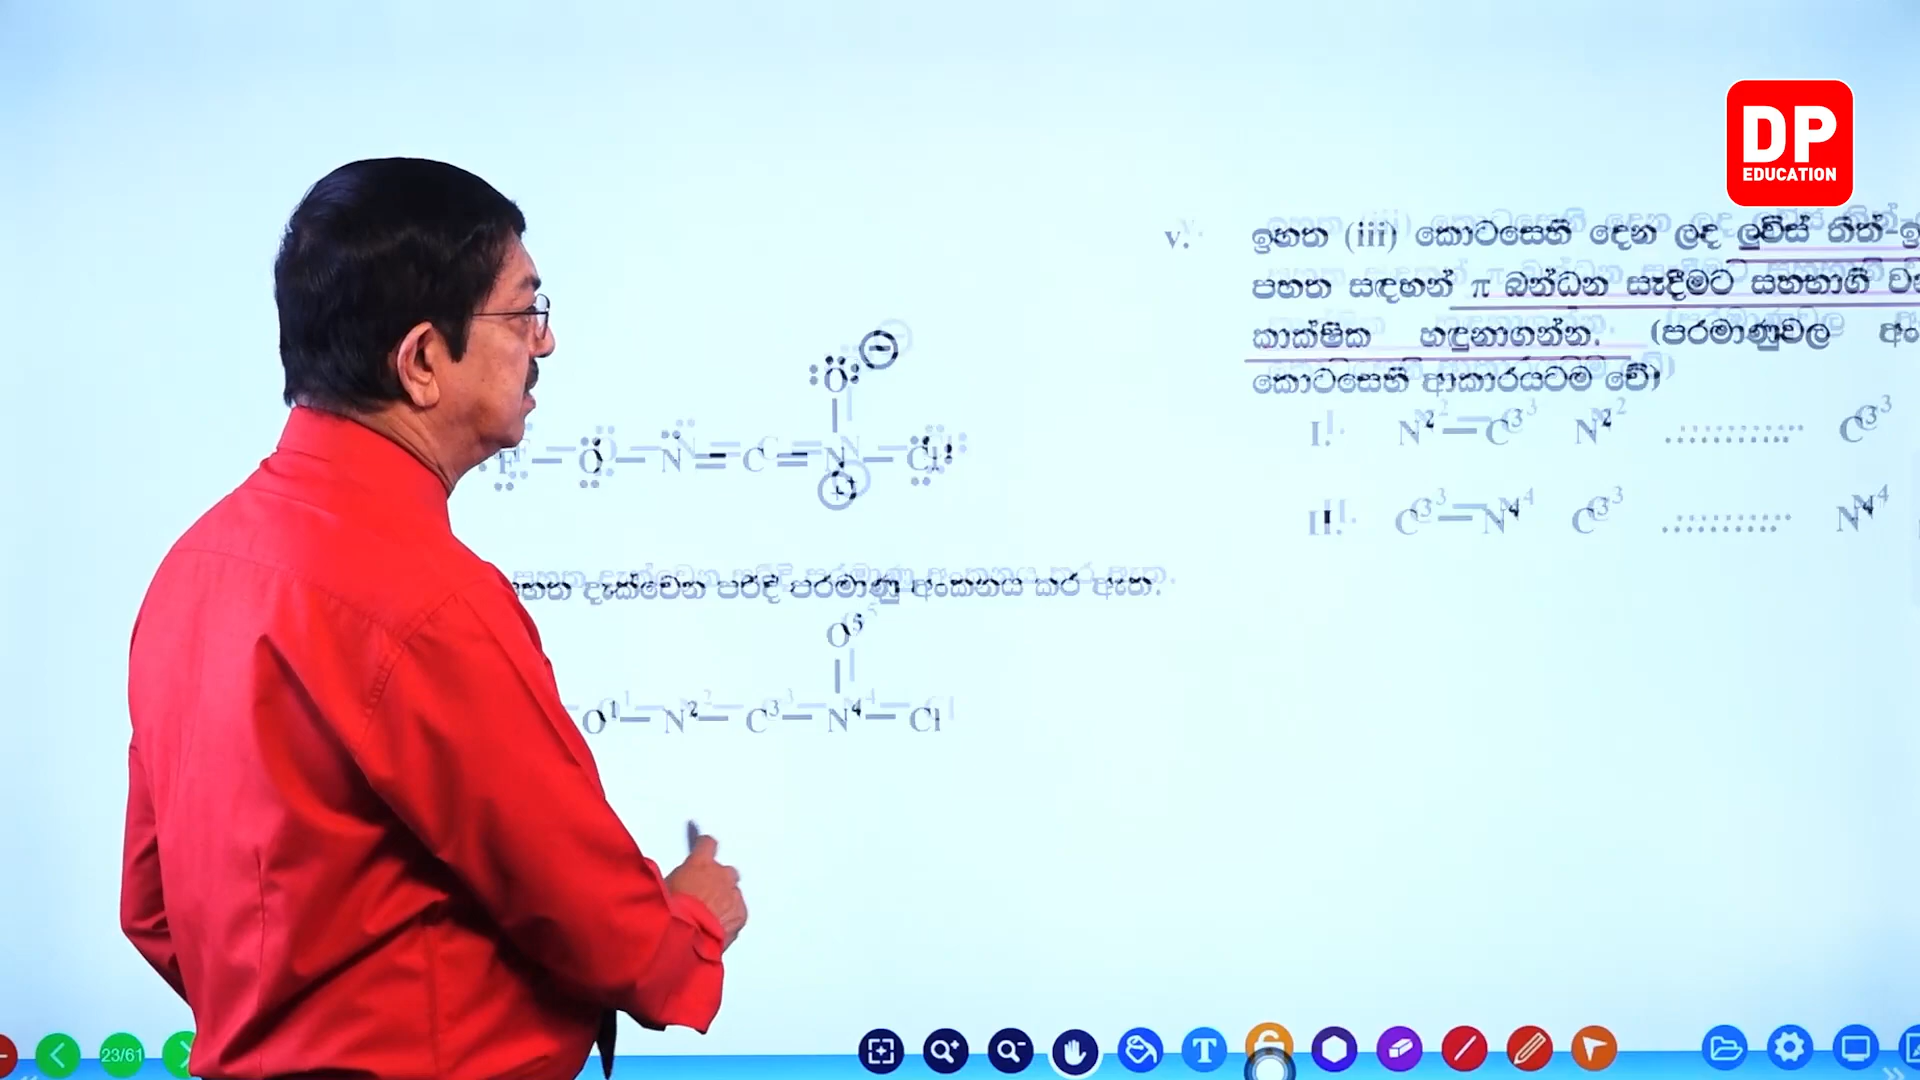 DP
EDUCATION
v. ඉහත (iii) කොටසෙහි දෙන ලද ලුවිස් තිත්-ඉ
පහත සඳහන් π බන්ධන සෑදීමට සහභාගී
කාක්ෂික හඳුනාගන්න. (පරමාණුවල අං
කොටසෙහි ආකාරයටම වේ)
I. N² — C³ N² .............. C³
II. C³ — N⁴ C³ .............. N⁴
O ⊖
F — O — N = C = N — Cl
⊕
පහත දැක්වෙන පරිදි පරමාණු අංකනය කර ඇත.
O⁵
O¹ — N² — C³ — N⁴ — Cl
23/61
T